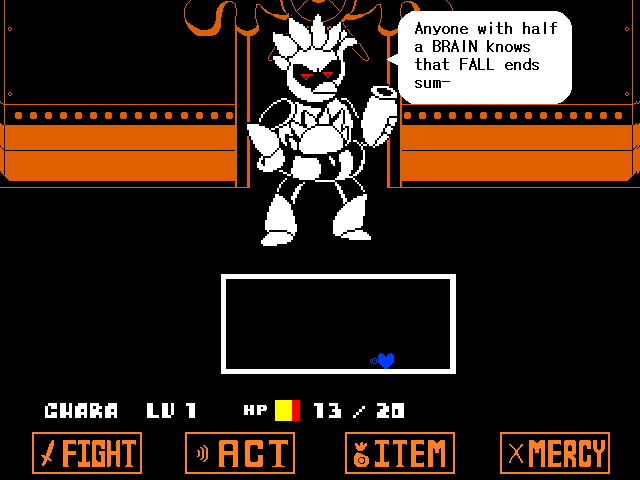 Anyone with half
a BRAIN knows
that FALL ends
sum-
CHARA LV 1 HP 13 / 20
FIGHT ACT ITEM MERCY